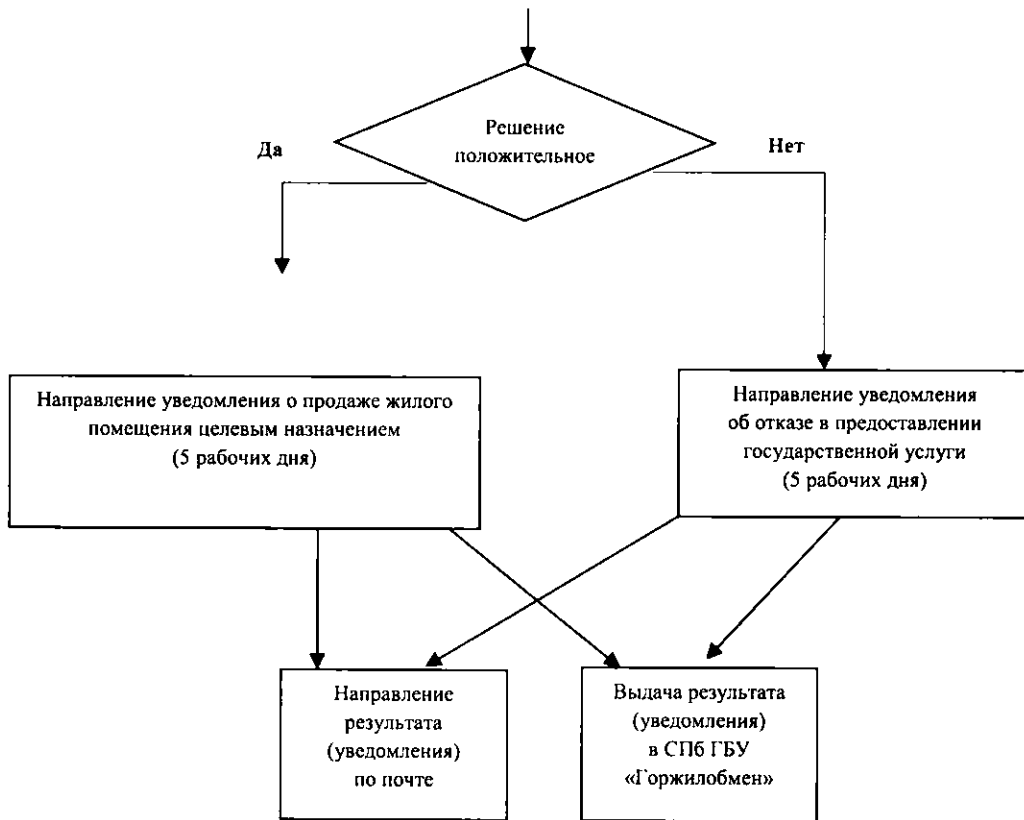 Решение
положительное
Да
Нет
Направление уведомления о продаже жилого
помещения целевым назначением
(5 рабочих дня)
Направление уведомления
об отказе в предоставлении
государственной услуги
(5 рабочих дня)
Направление
результата
(уведомления)
по почте
Выдача результата
(уведомления)
в СПб ГБУ
«Горжилобмен»